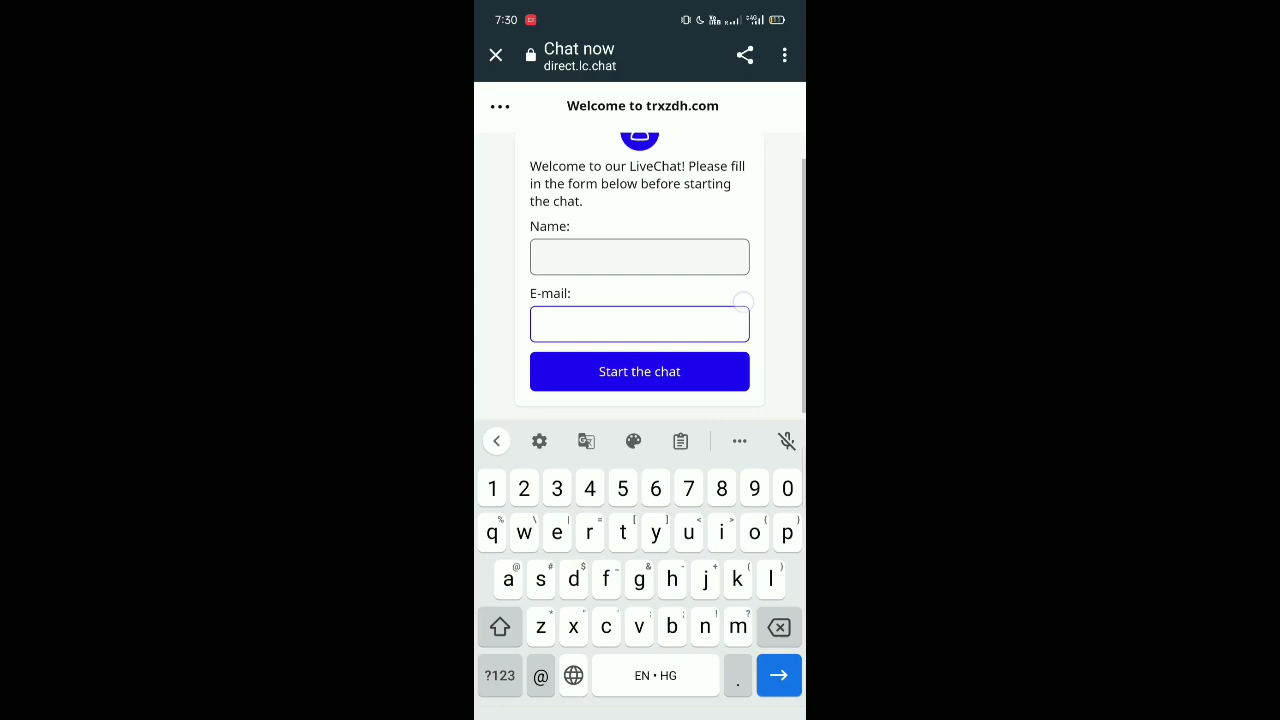 7:30
Chat now
direct.lc.chat
Welcome to trxzdh.com
Welcome to our LiveChat! Please fill
in the form below before starting
the chat.
Name:
E-mail:
Start the chat
1 2 3 4 5 6 7 8 9 0
q w e r t y u i o p
a s d f g h j k l
z x c v b n m
?123 @ EN • HG .